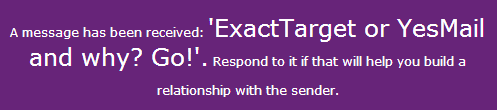 A message has been received: 'ExactTarget or YesMail
and why? Go!'. Respond to it if that will help you build a
relationship with the sender.